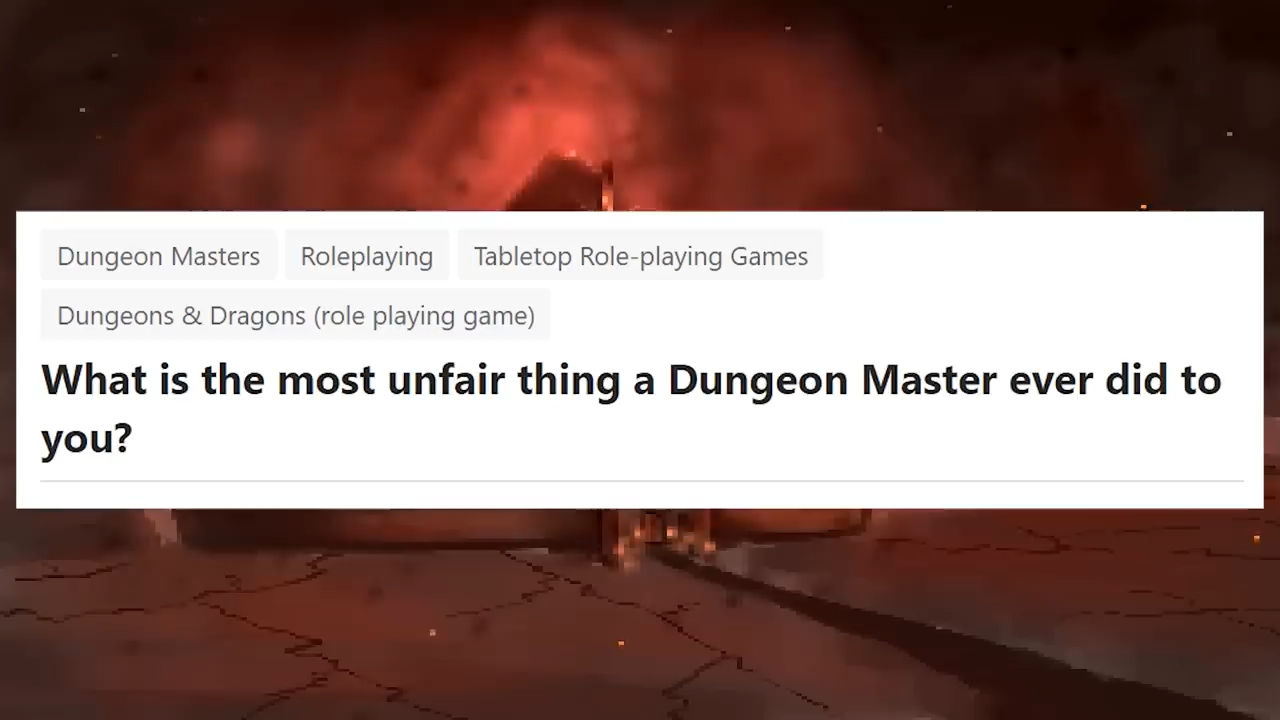 Dungeon Masters Roleplaying Tabletop Role-playing Games
Dungeons & Dragons (role playing game)
What is the most unfair thing a Dungeon Master ever did to
you?